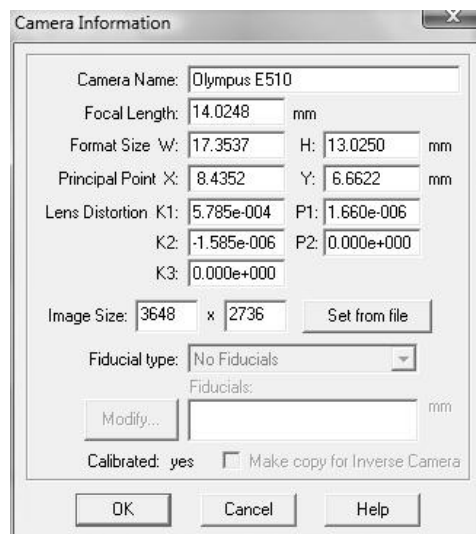 Camera Information
Camera Name: Olympus E510
Focal Length: 14.0248 mm
Format Size W: 17.3537 H: 13.0250 mm
Principal Point X: 8.4352 Y: 6.6622 mm
Lens Distortion K1: 5.785e-004 P1: 1.660e-006
K2: -1.585e-006 P2: 0.000e+000
K3: 0.000e+000
Image Size: 3648 x 2736 Set from file
Fiducial type: No Fiducials
Fiducials:
Modify... mm
Calibrated: yes Make copy for Inverse Camera
OK Cancel Help